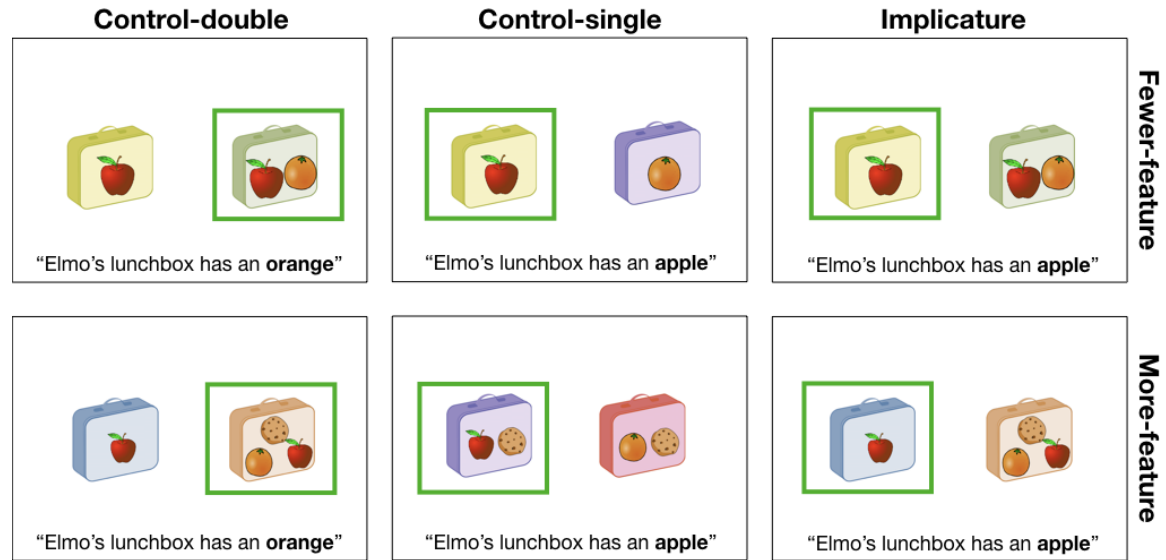 Control-double
Control-single
Implicature
“Elmo’s lunchbox has an orange”
“Elmo’s lunchbox has an apple”
“Elmo’s lunchbox has an apple”
Fewer-feature
“Elmo’s lunchbox has an orange”
“Elmo’s lunchbox has an apple”
“Elmo’s lunchbox has an apple”
More-feature